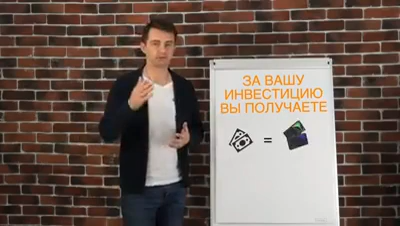 ЗА ВАШУ
ИНВЕСТИЦИЮ
ВЫ ПОЛУЧАЕТЕ
=